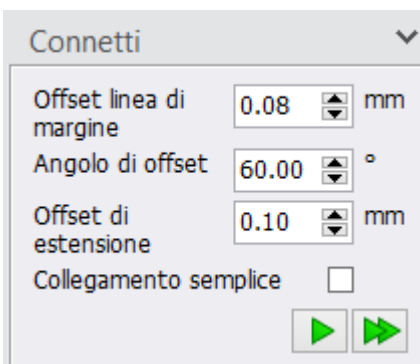 Connetti
Offset linea di
margine
0.08 mm
Angolo di offset 60.00 °
Offset di
estensione
0.10 mm
Collegamento semplice